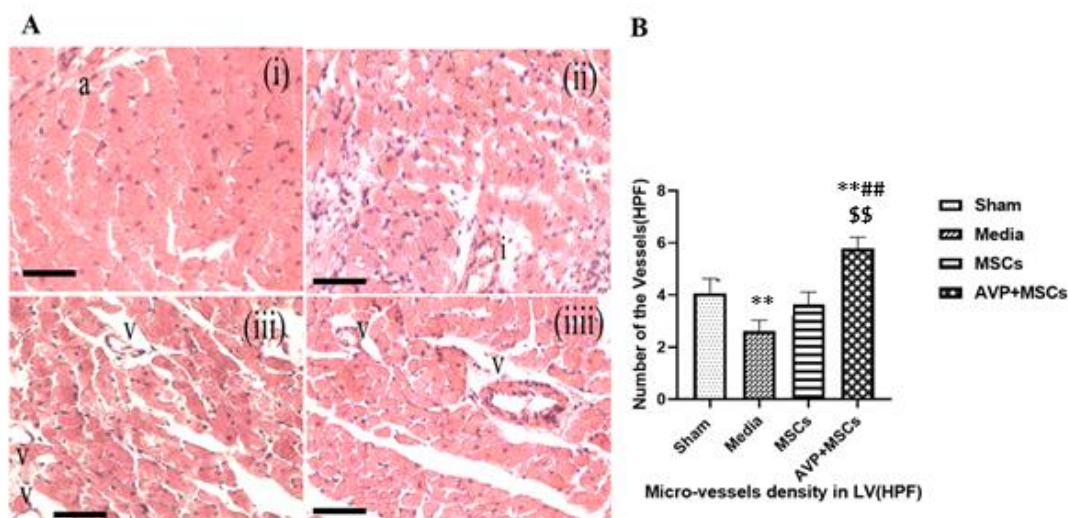 A
B
(i)
a
(ii)
i
(iii)
v
v
v
(iiii)
v
v
Number of the Vessels(HPF)
8
6
4
2
0
**
**##
$$
Sham
Media
MSCs
AVP+MSCs
Micro-vessels density in LV(HPF)
Sham
Media
MSCs
AVP+MSCs